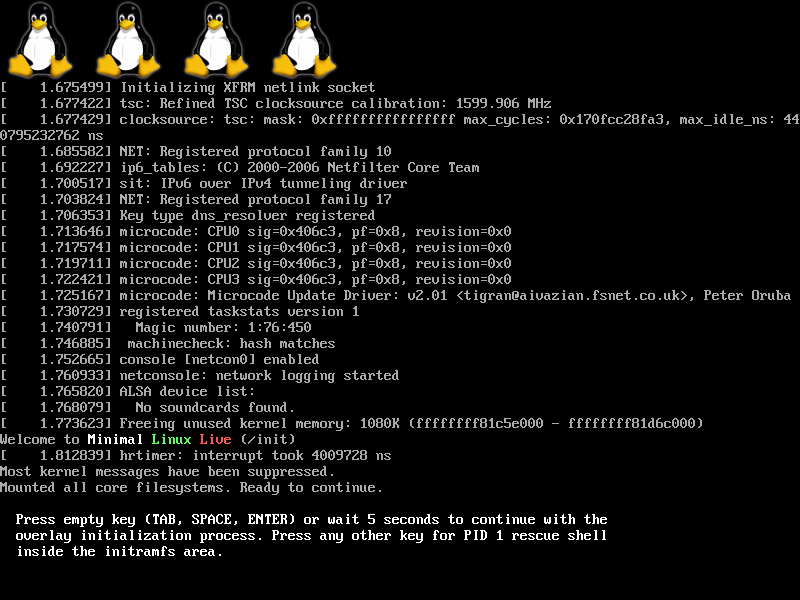 [    1.675499] Initializing XFRM netlink socket
[    1.677422] tsc: Refined TSC clocksource calibration: 1599.906 MHz
[    1.677429] clocksource: tsc: mask: 0xffffffffffffffff max_cycles: 0x170fcc28fa3, max_idle_ns: 44
0795232762 ns
[    1.685582] NET: Registered protocol family 10
[    1.692227] ip6_tables: (C) 2000-2006 Netfilter Core Team
[    1.700517] sit: IPv6 over IPv4 tunneling driver
[    1.703824] NET: Registered protocol family 17
[    1.706353] Key type dns_resolver registered
[    1.713646] microcode: CPU0 sig=0x406c3, pf=0x8, revision=0x0
[    1.717574] microcode: CPU1 sig=0x406c3, pf=0x8, revision=0x0
[    1.719711] microcode: CPU2 sig=0x406c3, pf=0x8, revision=0x0
[    1.722421] microcode: CPU3 sig=0x406c3, pf=0x8, revision=0x0
[    1.725167] microcode: Microcode Update Driver: v2.01 <tigran@aivazian.fsnet.co.uk>, Peter Oruba
[    1.730729] registered taskstats version 1
[    1.740791]   Magic number: 1:76:450
[    1.746885]  machinecheck: hash matches
[    1.752665] console [netcon0] enabled
[    1.760933] netconsole: network logging started
[    1.765820] ALSA device list:
[    1.768079]   No soundcards found.
[    1.773623] Freeing unused kernel memory: 1080K (ffffffff81c5e000 - ffffffff81d6c000)
Welcome to Minimal Linux Live (/init)
[    1.812839] hrtimer: interrupt took 4009728 ns
Most kernel messages have been suppressed.
Mounted all core filesystems. Ready to continue.
Press empty key (TAB, SPACE, ENTER) or wait 5 seconds to continue with the
overlay initialization process. Press any other key for PID 1 rescue shell
inside the initramfs area.